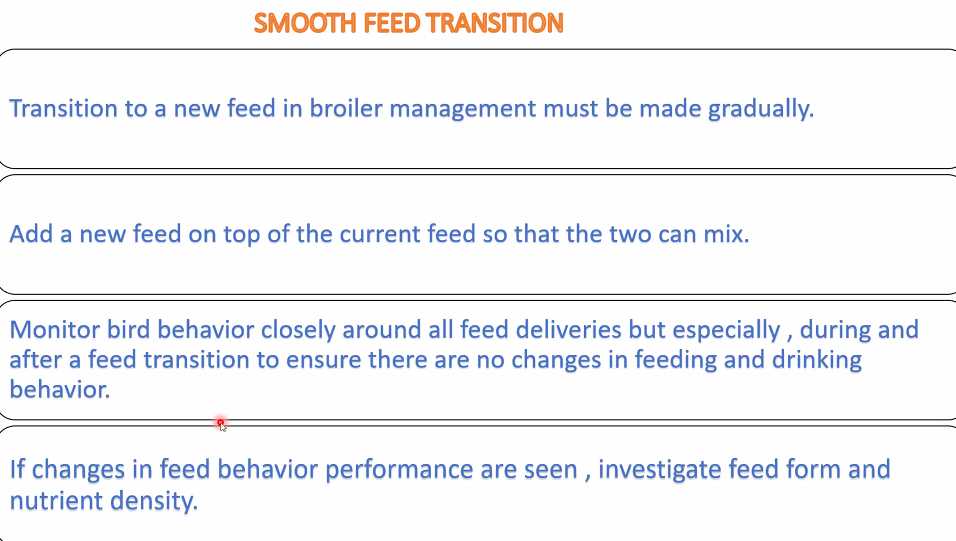 SMOOTH FEED TRANSITION
Transition to a new feed in broiler management must be made gradually.
Add a new feed on top of the current feed so that the two can mix.
Monitor bird behavior closely around all feed deliveries but especially , during and
after a feed transition to ensure there are no changes in feeding and drinking
behavior.
If changes in feed behavior performance are seen , investigate feed form and
nutrient density.